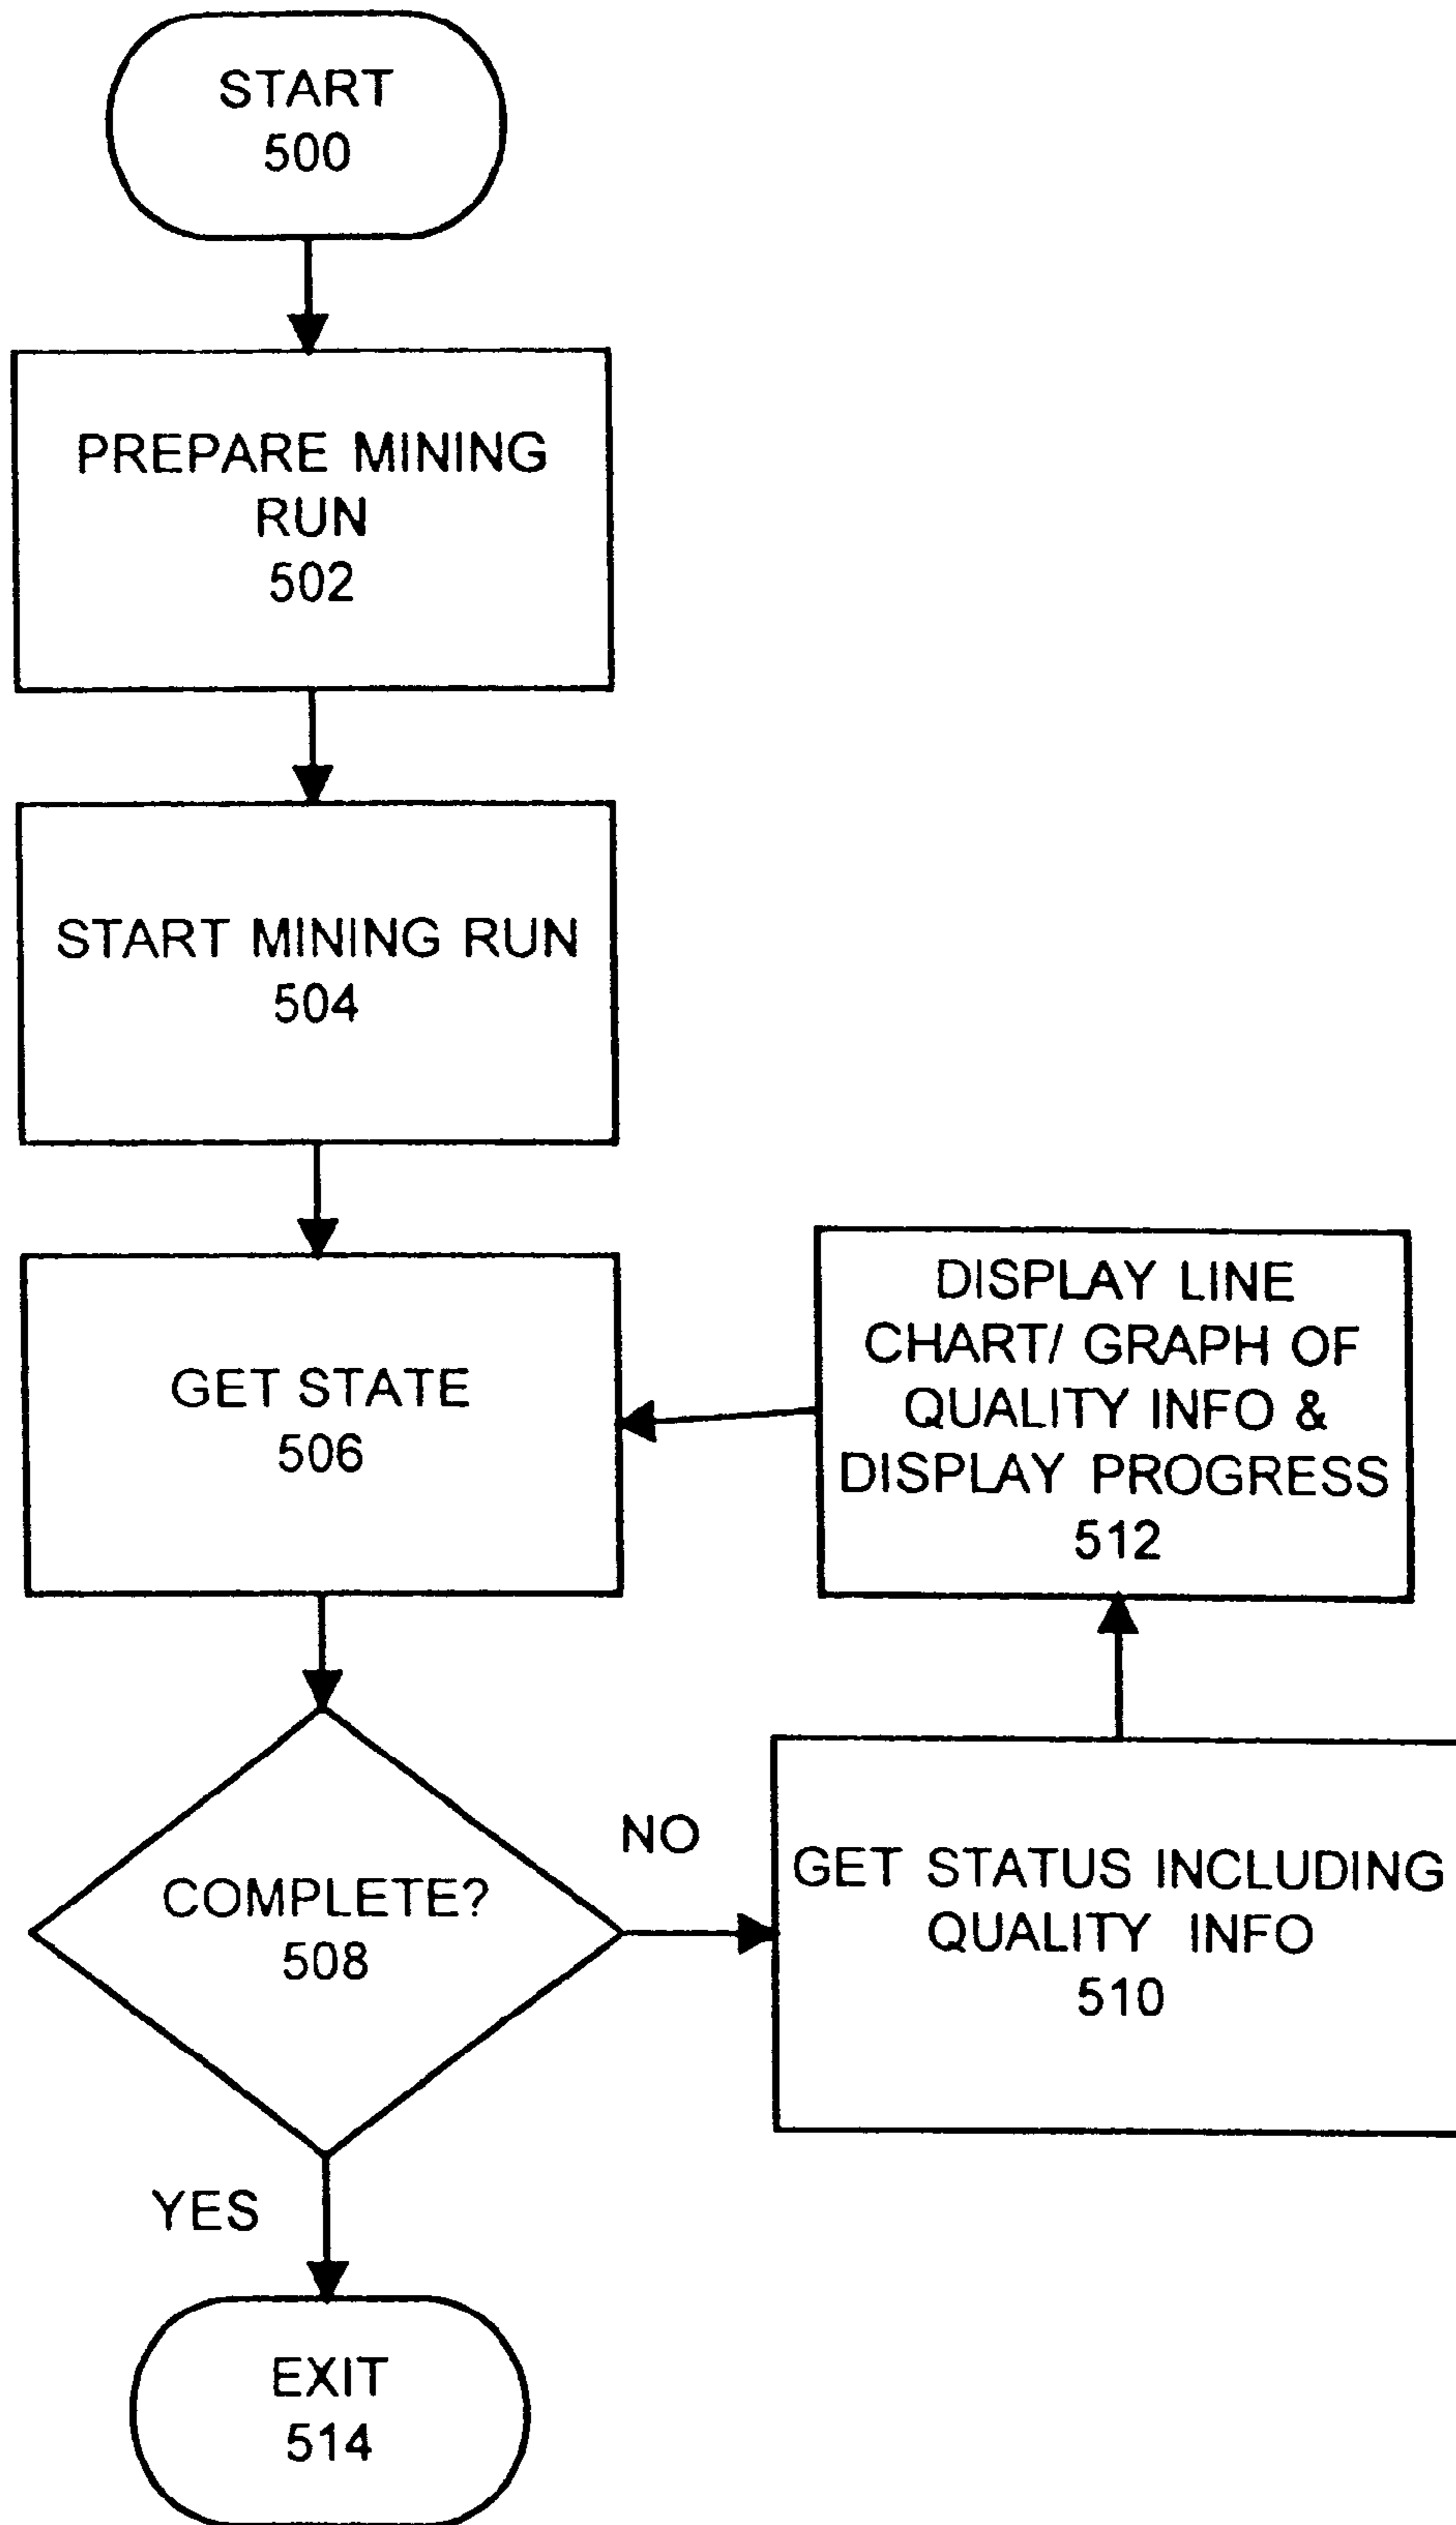 START
500
PREPARE MINING
RUN
502
START MINING RUN
504
GET STATE
506
DISPLAY LINE
CHART/ GRAPH OF
QUALITY INFO &
DISPLAY PROGRESS
512
COMPLETE?
508
NO
GET STATUS INCLUDING
QUALITY INFO
510
YES
EXIT
514